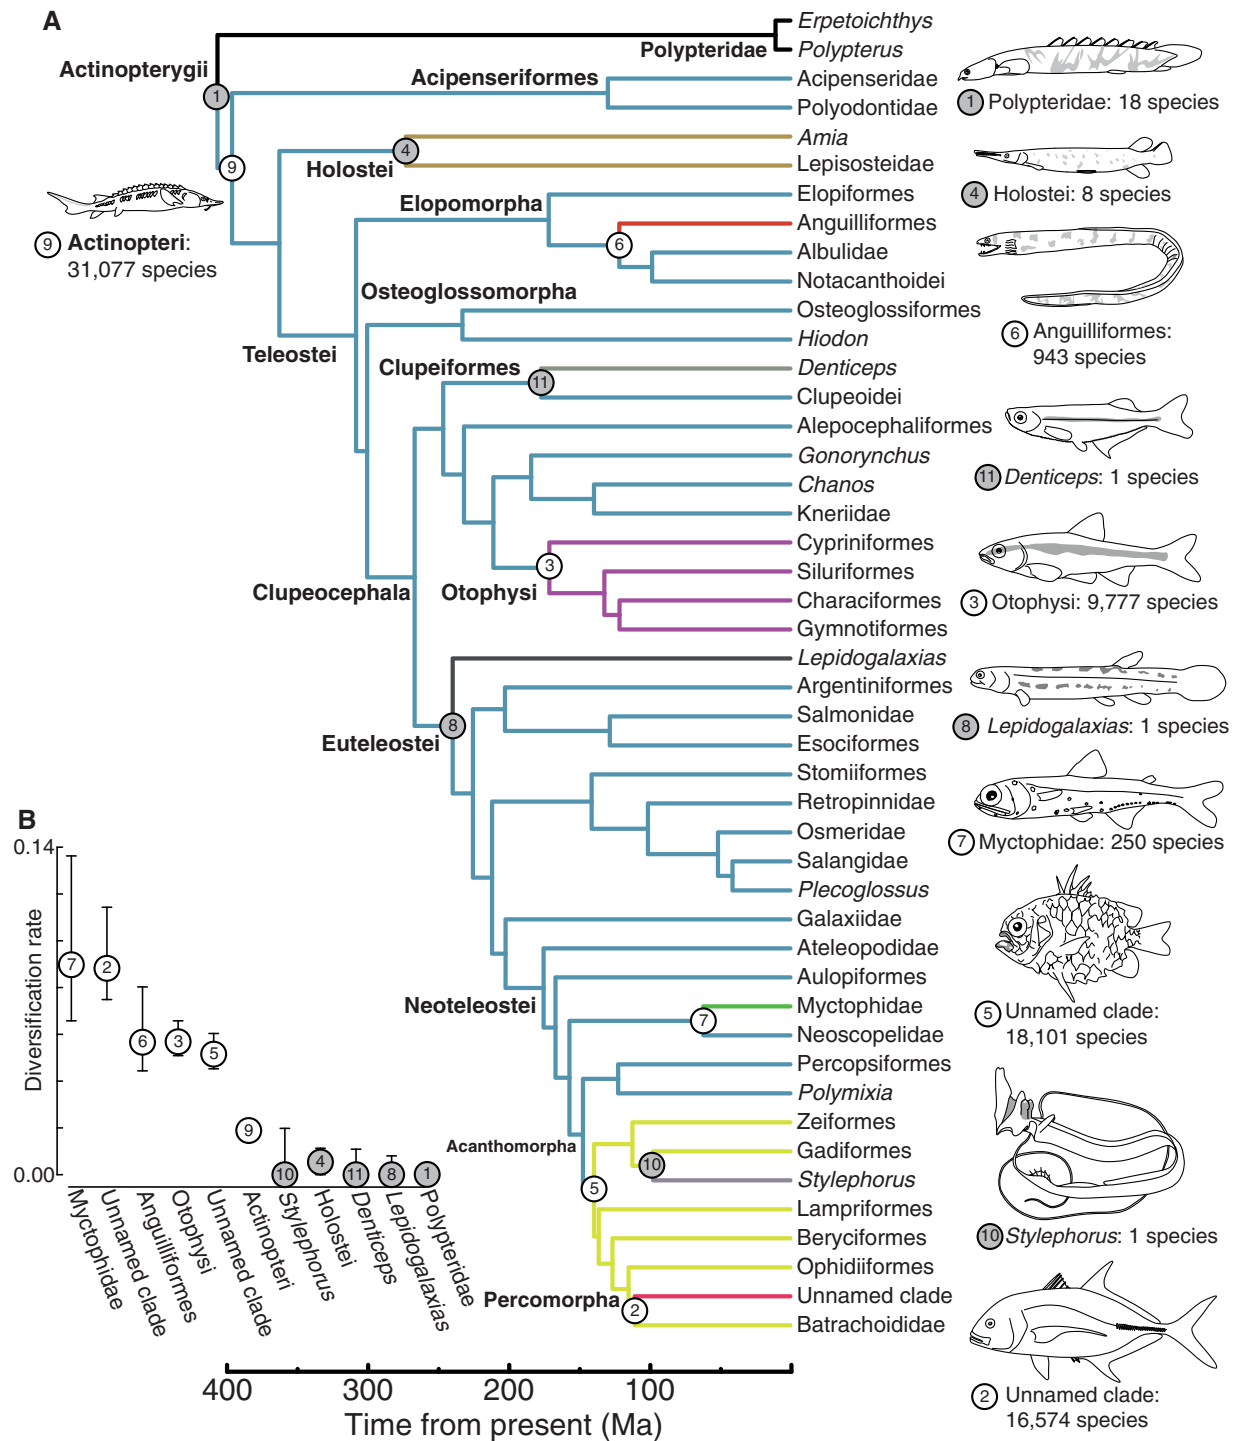 A
Erpetoichthys
Polypteridae
Polypterus
Actinopterygii
1
Acipenseriformes
Acipenseridae
Polyodontidae
1 Polypteridae: 18 species
Amia
4
Holostei
Lepisosteidae
9
4 Holostei: 8 species
Elopomorpha
Elopiformes
Anguilliformes
6
Albulidae
Notacanthoidei
9 Actinopteri:
31,077 species
Osteoglossomorpha
Osteoglossiformes
Hiodon
6 Anguilliformes:
943 species
Teleostei
Clupeiformes
Denticeps
11
Clupeoidei
Alepocephaliformes
Gonorynchus
Chanos
Kneriidae
11 Denticeps: 1 species
Cypriniformes
3
Otophysi
Siluriformes
Characiformes
Gymnotiformes
Clupeocephala
3 Otophysi: 9,777 species
Lepidogalaxias
Argentiniformes
Salmonidae
8
Euteleostei
Esociformes
8 Lepidogalaxias: 1 species
Stomiiformes
Retropinnidae
Osmeridae
Salangidae
Plecoglossus
7 Myctophidae: 250 species
Galaxiidae
Ateleopodidae
Aulopiformes
Neoteleostei
Myctophidae
7
Neoscopelidae
5 Unnamed clade:
18,101 species
Percopsiformes
Polymixia
Zeiformes
Acanthomorpha
Gadiformes
10
Stylephorus
5
Lampriformes
Beryciformes
10 Stylephorus: 1 species
Ophidiiformes
Percomorpha
Unnamed clade
2
Batrachoididae
2 Unnamed clade:
16,574 species
B
0.14
Diversification rate
0.00
7
2
6
3
5
9
10
4
11
8
1
Myctophidae
Unnamed clade
Anguilliformes
Otophysi
Unnamed clade
Actinopteri
Stylephorus
Holostei
Denticeps
Lepidogalaxias
Polypteridae
400 300 200 100
Time from present (Ma)